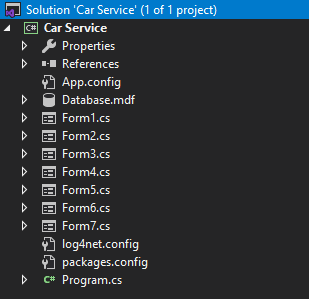 Solution 'Car Service' (1 of 1 project)
C# Car Service
Properties
References
App.config
Database.mdf
Form1.cs
Form2.cs
Form3.cs
Form4.cs
Form5.cs
Form6.cs
Form7.cs
log4net.config
packages.config
C# Program.cs